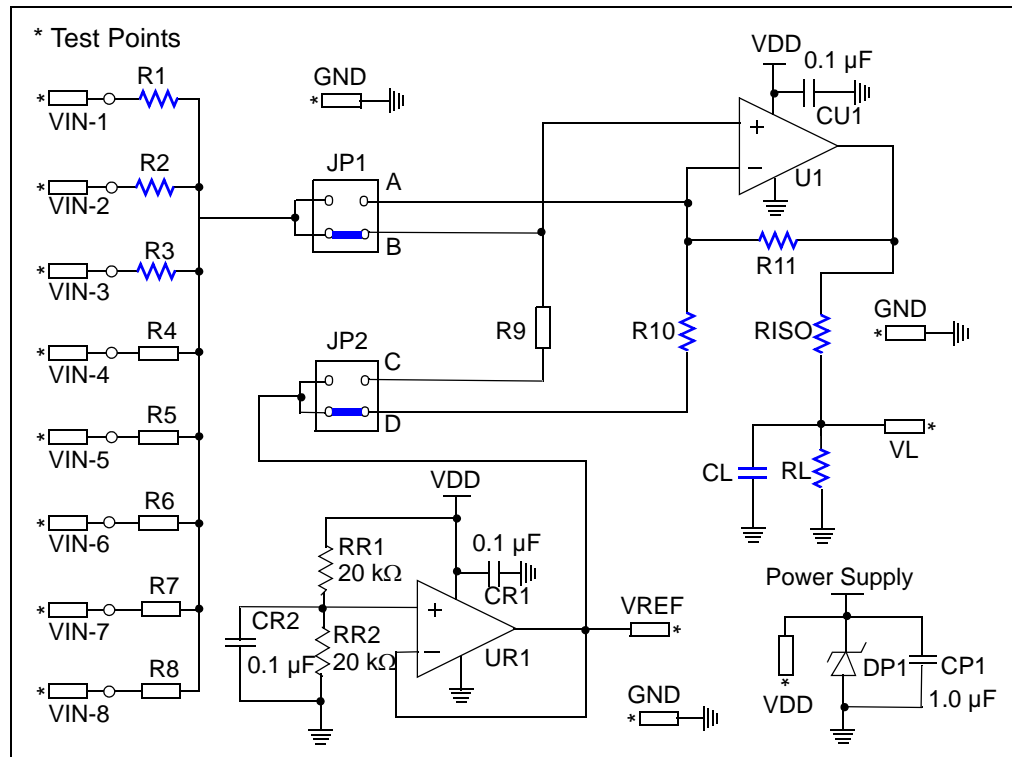 * Test Points
R1
* VIN-1
R2
* VIN-2
R3
* VIN-3
R4
* VIN-4
R5
* VIN-5
R6
* VIN-6
R7
* VIN-7
R8
* VIN-8
GND
*
JP1
A
B
JP2
C
D
R9
R10
R11
VDD
0.1 µF
CU1
+
−
U1
RISO
GND
*
VL
*
CL
RL
VDD
0.1 µF
CR1
RR1
20 kΩ
RR2
20 kΩ
CR2
0.1 µF
+
−
UR1
VREF
*
GND
*
Power Supply
*
VDD
DP1
CP1
1.0 µF